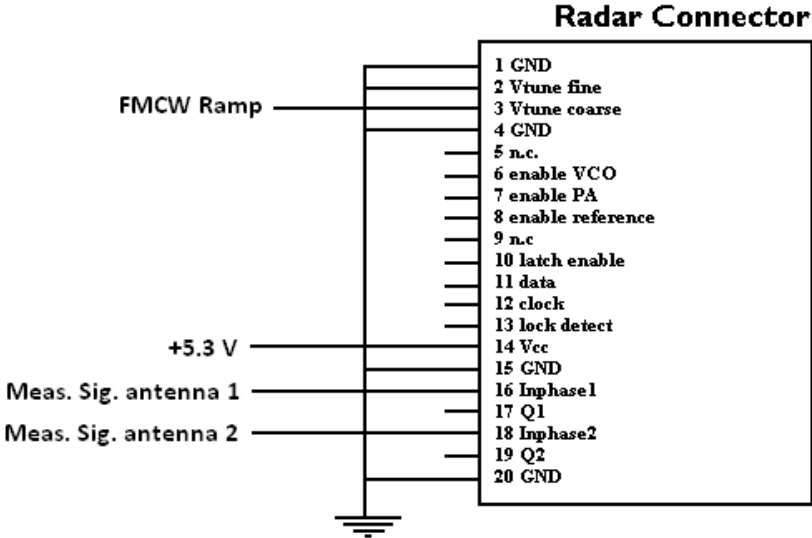 Radar Connector
1 GND
2 Vtune fine
FMCW Ramp
3 Vtune coarse
4 GND
5 n.c.
6 enable VCO
7 enable PA
8 enable reference
9 n.c
10 latch enable
11 data
12 clock
13 lock detect
+5.3 V
14 Vcc
15 GND
Meas. Sig. antenna 1
16 Inphase1
17 Q1
Meas. Sig. antenna 2
18 Inphase2
19 Q2
20 GND